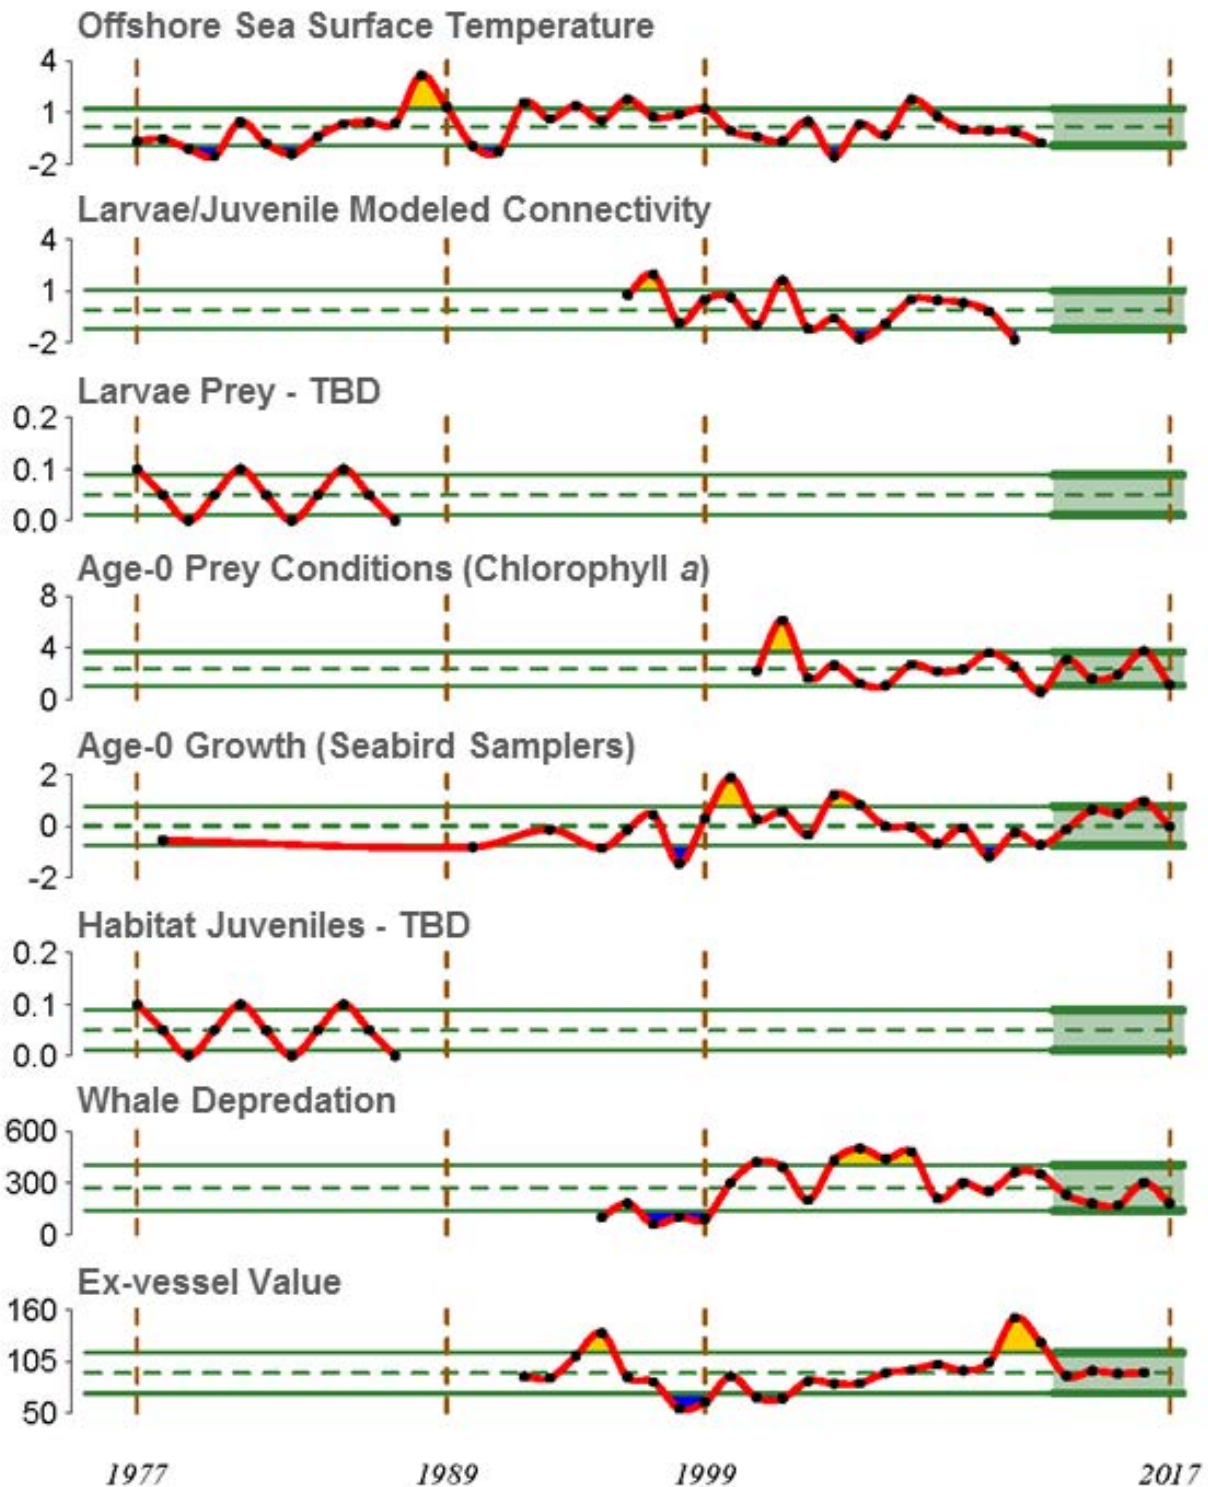 Offshore Sea Surface Temperature
4
1
-2
Larvae/Juvenile Modeled Connectivity
4
1
-2
Larvae Prey - TBD
0.2
0.1
0.0
Age-0 Prey Conditions (Chlorophyll a)
8
4
0
Age-0 Growth (Seabird Samplers)
2
0
-2
Habitat Juveniles - TBD
0.2
0.1
0.0
Whale Depredation
600
300
0
Ex-vessel Value
160
105
50
1977 1989 1999 2017